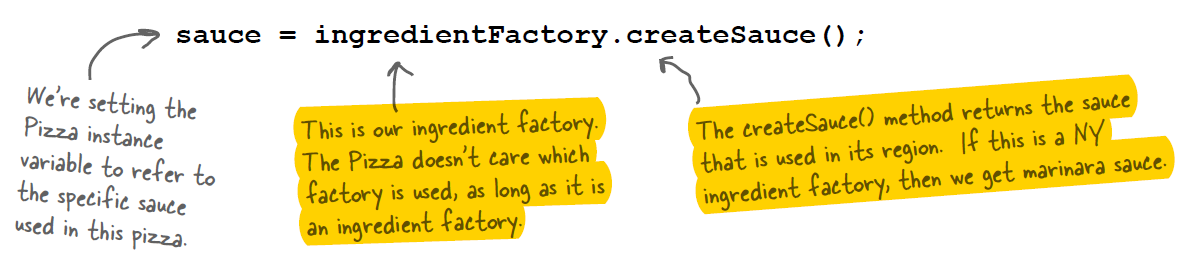 sauce = ingredientFactory.createSauce();
We're setting the
Pizza instance
variable to refer to
the specific sauce
used in this pizza.
This is our ingredient factory.
The Pizza doesn't care which
factory is used, as long as it is
an ingredient factory.
The createSauce() method returns the sauce
that is used in its region. If this is a NY
ingredient factory, then we get marinara sauce.